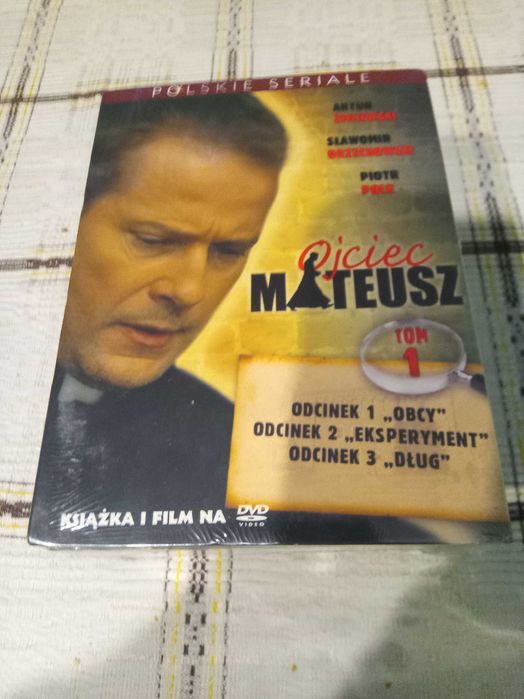 POLSKIE SERIALE
ARTUR
ŻMIJEWSKI
SŁAWOMIR
ORZECHOWSKI
PIOTR
POLK
Ojciec
MATEUSZ
TOM
1
ODCINEK 1 „OBCY”
ODCINEK 2 „EKSPERYMENT”
ODCINEK 3 „DŁUG”
KSIĄŻKA I FILM NA DVD
VIDEO